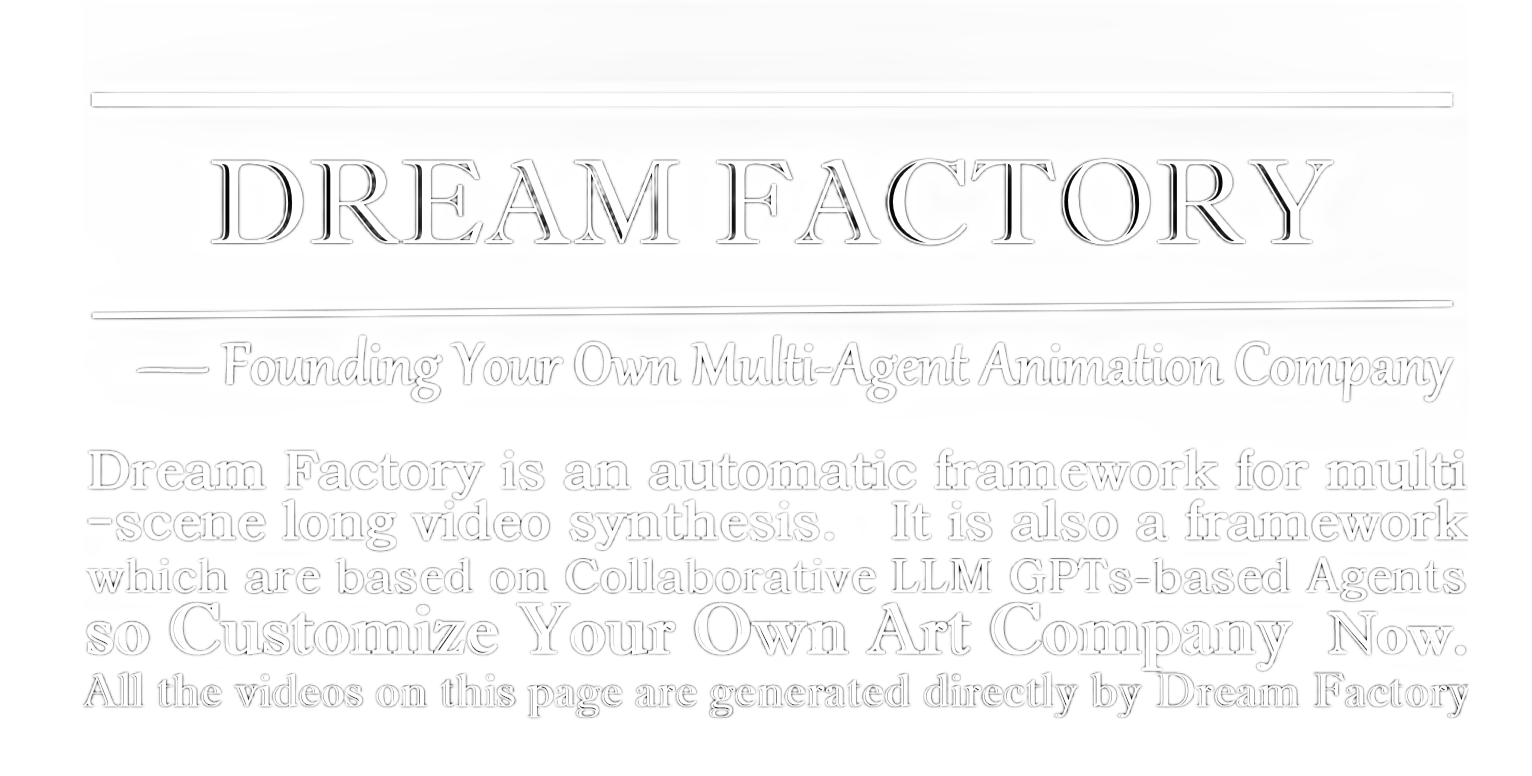 DREAM FACTORY
— Founding Your Own Multi-Agent Animation Company
Dream Factory is an automatic framework for multi
-scene long video synthesis. It is also a framework
which are based on Collaborative LLM GPTs-based Agents
so Customize Your Own Art Company Now.
All the videos on this page are generated directly by Dream Factory